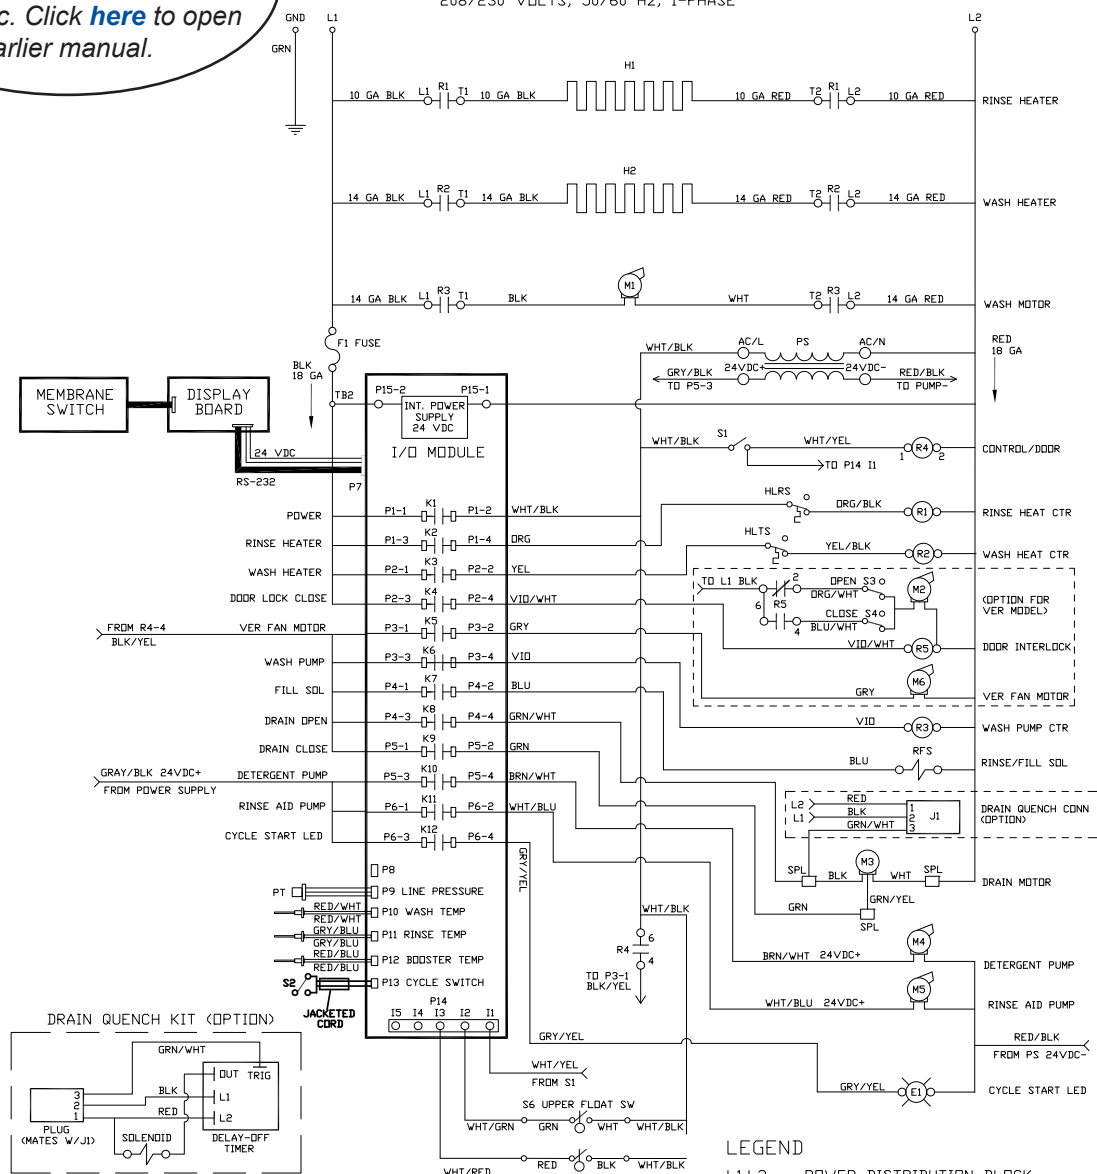 c. Click here to open
arlier manual.
208/230 VOLTS, 50/60 HZ, 1-PHASE
GND L1 L2
GRN
H1
10 GA BLK L1 R1 T1 10 GA BLK 10 GA RED T2 R1 L2 10 GA RED RINSE HEATER
H2
14 GA BLK L1 R2 T1 14 GA BLK 14 GA RED T2 R2 L2 14 GA RED WASH HEATER
14 GA BLK L1 R3 T1 BLK M1 WHT T2 R3 L2 14 GA RED WASH MOTOR
F1 FUSE
WHT/BLK AC/L PS AC/N
RED
18 GA
BLK
18 GA
GRY/BLK 24VDC+ 24VDC- RED/BLK
TO P5-3 TO PUMP-
MEMBRANE
SWITCH
DISPLAY
BOARD
TB2 P15-2 P15-1
INT. POWER
SUPPLY
24 VDC
I/O MODULE
24 VDC
RS-232
P7
WHT/BLK S1 WHT/YEL R4 CONTROL/DOOR
1 2
TO P14 I1
POWER P1-1 K1 P1-2 WHT/BLK
HLRS ORG/BLK R1 RINSE HEAT CTR
RINSE HEATER P1-3 K2 P1-4 ORG
HLTS YEL/BLK R2 WASH HEAT CTR
WASH HEATER P2-1 K3 P2-2 YEL
TO L1 BLK 2 OPEN S3 M2
ORG/WHT
R5
6
CLOSE S4
4 BLU/WHT
(OPTION FOR
VER MODEL)
DOOR LOCK CLOSE P2-3 K4 P2-4 VIO/WHT
VIO/WHT R5 DOOR INTERLOCK
FROM R4-4
BLK/YEL
VER FAN MOTOR P3-1 K5 P3-2 GRY
M6
GRY VER FAN MOTOR
WASH PUMP P3-3 K6 P3-4 VIO
VIO R3 WASH PUMP CTR
FILL SOL P4-1 K7 P4-2 BLU
RFS
BLU RINSE/FILL SOL
DRAIN OPEN P4-3 K8 P4-4 GRN/WHT
DRAIN CLOSE P5-1 K9 P5-2 GRN
GRAY/BLK 24VDC+
FROM POWER SUPPLY
DETERGENT PUMP P5-3 K10 P5-4 BRN/WHT
L2 RED 1
L1 BLK 2 J1
GRN/WHT 3
DRAIN QUENCH CONN
(OPTION)
RINSE AID PUMP P6-1 K11 P6-2 WHT/BLU
CYCLE START LED P6-3 K12 P6-4
GRY/YEL
SPL BLK M3 WHT SPL DRAIN MOTOR
GRN GRN/YEL
SPL
P8
PT P9 LINE PRESSURE
RED/WHT
RED/WHT
P10 WASH TEMP
GRY/BLU
GRY/BLU
P11 RINSE TEMP
RED/BLU
RED/BLU
P12 BOOSTER TEMP
S2 P13 CYCLE SWITCH
JACKETED
CORD
P14
I5 I4 I3 I2 I1
WHT/BLK
R4 6
4
TO P3-1
BLK/YEL
M4
BRN/WHT 24VDC+ DETERGENT PUMP
M5
WHT/BLU 24VDC+ RINSE AID PUMP
RED/BLK
FROM PS 24VDC-
GRY/YEL
WHT/YEL
FROM S1
GRY/YEL E1 CYCLE START LED
S6 UPPER FLOAT SW
WHT/GRN GRN WHT WHT/BLK
WHT/RED RED BLK WHT/BLK
DRAIN QUENCH KIT (OPTION)
GRN/WHT
OUT TRIG
3 BLK L1
2
1 RED L2
PLUG
(MATES W/J1)
SOLENOID
DELAY-OFF
TIMER
LEGEND
L1L2 POWER DISTRIBUTION BLOCK